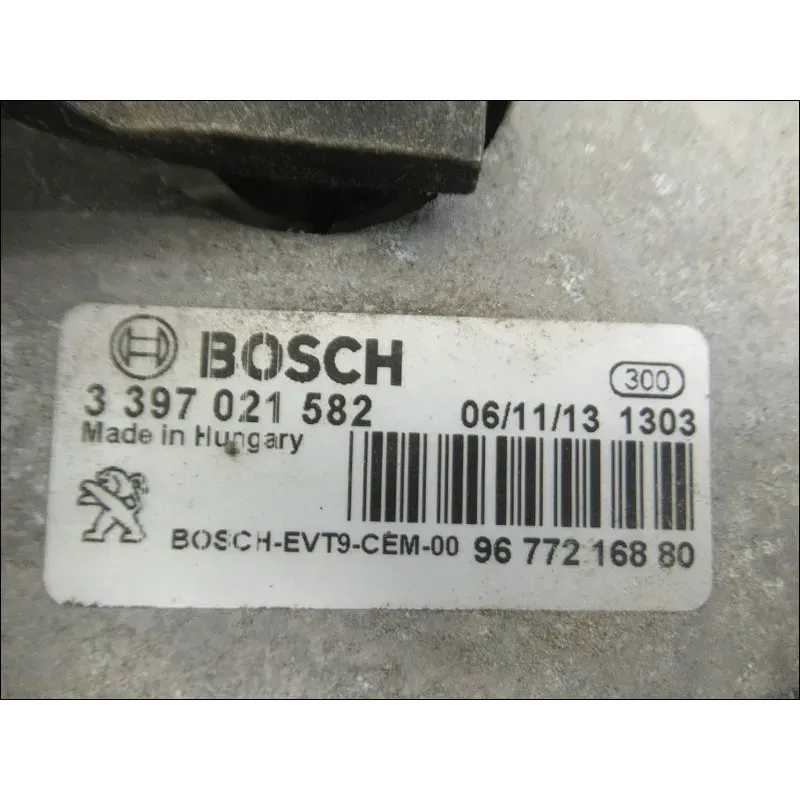 BOSCH
300
3 397 021 582 06/11/13 1303
Made in Hungary
BOSCH-EVT9-CEM-00 96 772 168 80